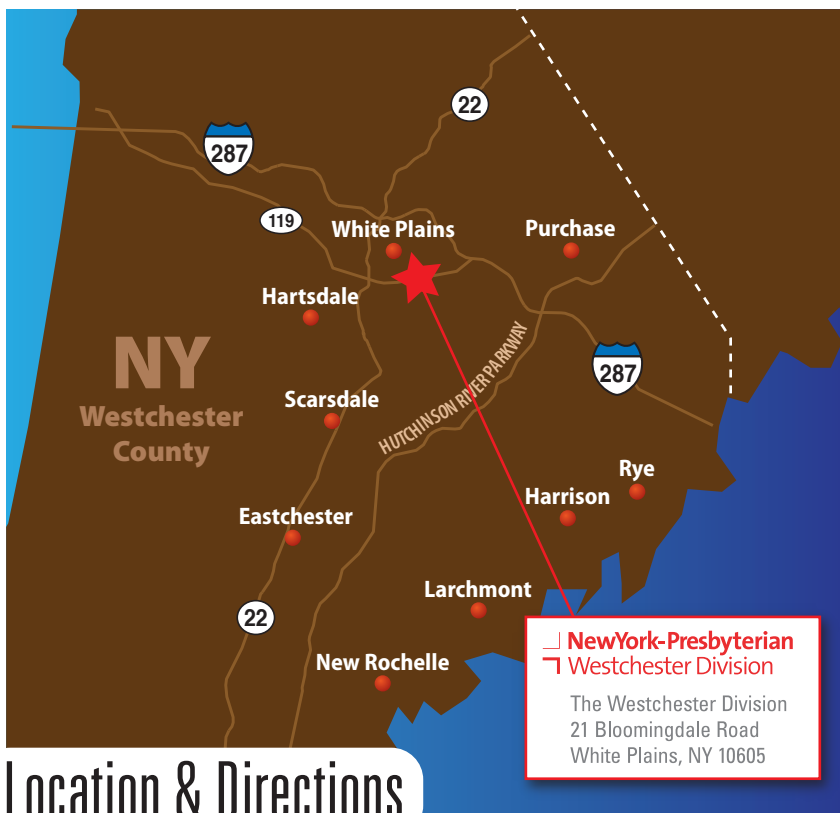 22
287
119
White Plains
Purchase
Hartsdale
NY
Westchester
County
287
HUTCHINSON RIVER PARKWAY
Scarsdale
Rye
Harrison
Eastchester
Larchmont
22
New Rochelle
NewYork-Presbyterian
Westchester Division
The Westchester Division
21 Bloomingdale Road
White Plains, NY 10605
Location & Directions